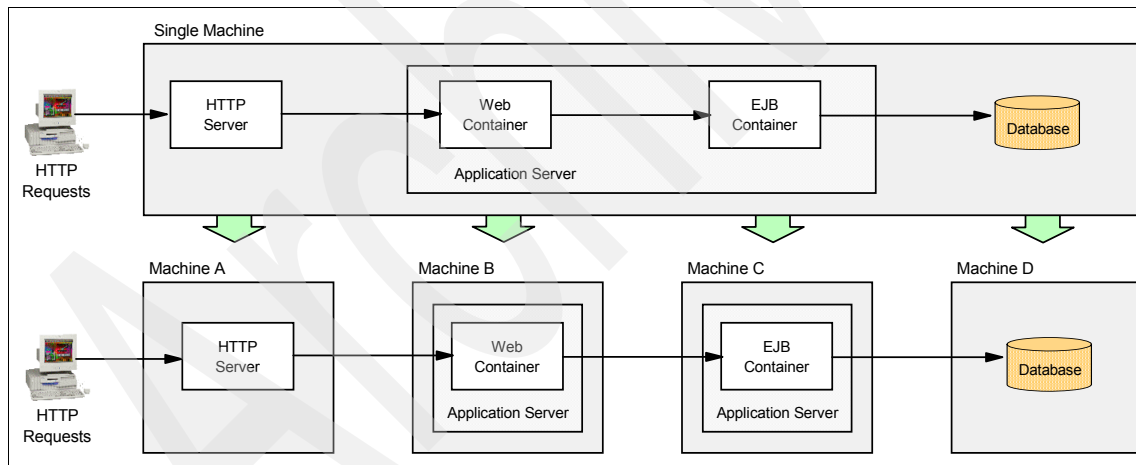 Single Machine
HTTP
Server
Web
Container
EJB
Container
Database
Application Server
HTTP
Requests
Machine A
Machine B
Machine C
Machine D
HTTP
Server
Web
Container
EJB
Container
Database
Application Server
Application Server
HTTP
Requests